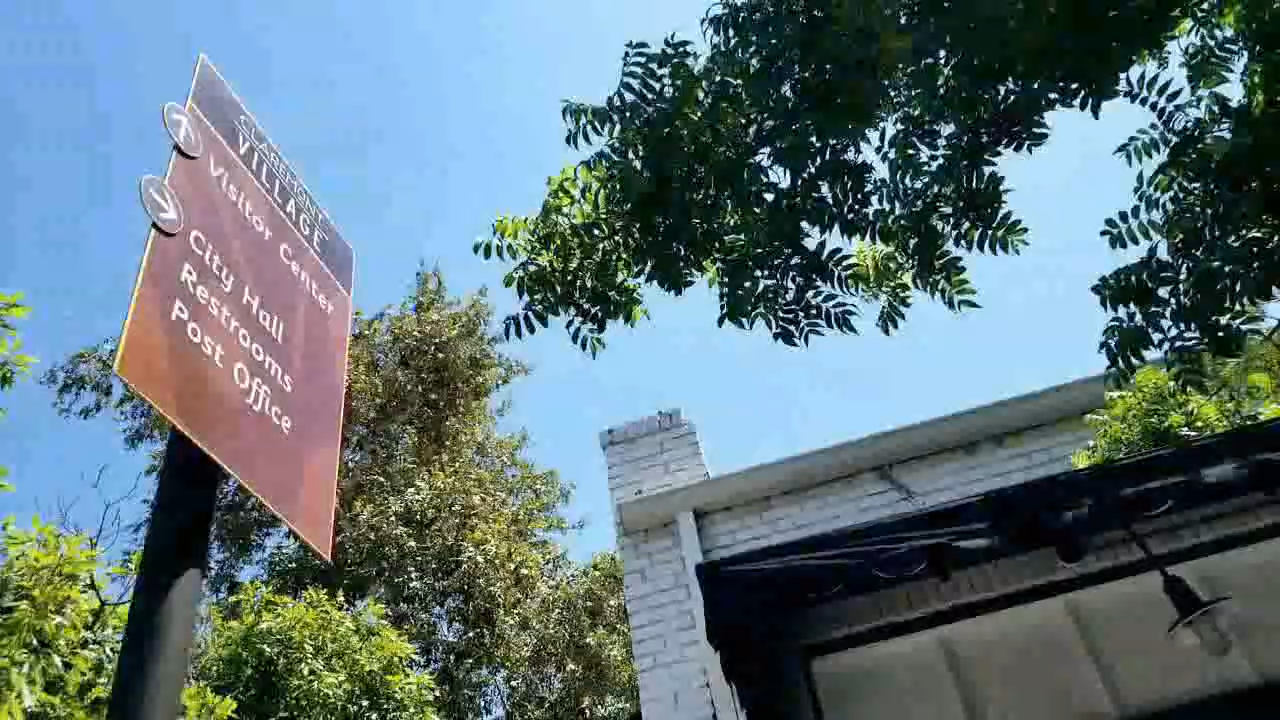 CLAREMONT
VILLAGE
Visitor Center
City Hall
Restrooms
Post Office